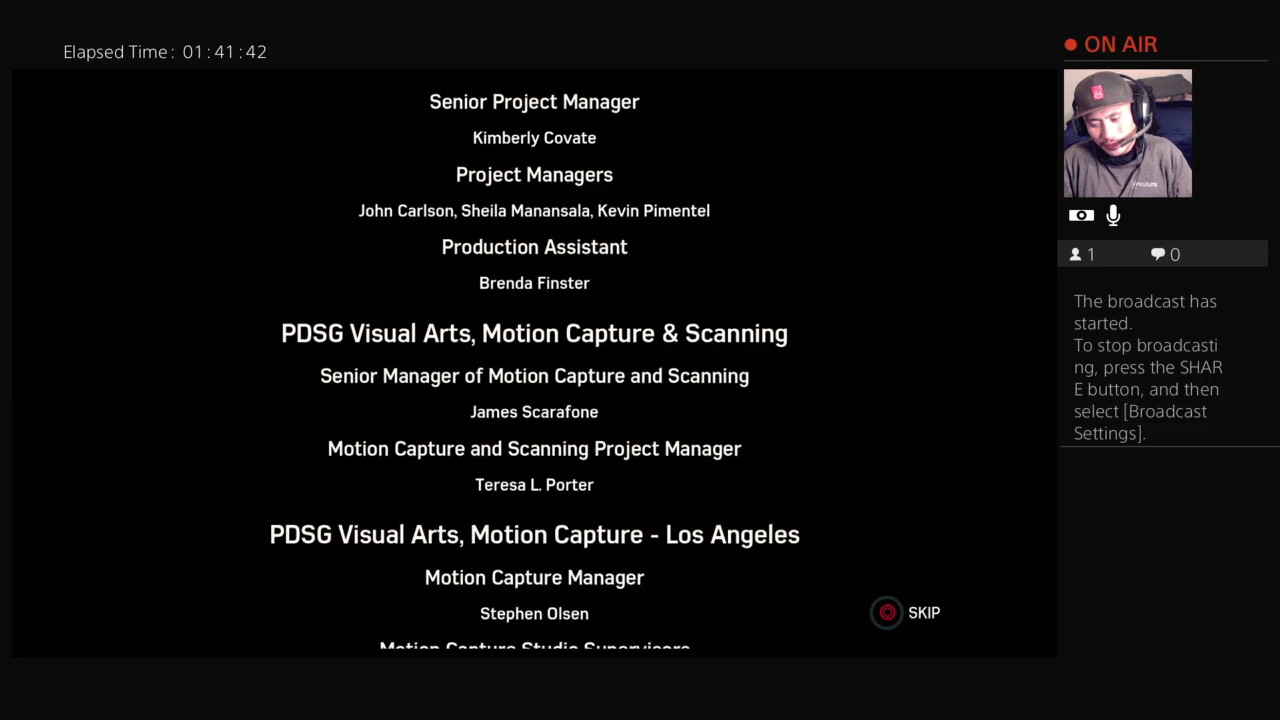 Elapsed Time: 01:41:42
ON AIR
Senior Project Manager
Kimberly Covate
Project Managers
John Carlson, Sheila Manansala, Kevin Pimentel
Production Assistant
Brenda Finster
PDSG Visual Arts, Motion Capture & Scanning
Senior Manager of Motion Capture and Scanning
James Scarafone
Motion Capture and Scanning Project Manager
Teresa L. Porter
PDSG Visual Arts, Motion Capture - Los Angeles
Motion Capture Manager
Stephen Olsen
Motion Capture Studio Supervisors
SKIP
1
0
The broadcast has
started.
To stop broadcasti
ng, press the SHAR
E button, and then
select [Broadcast
Settings].